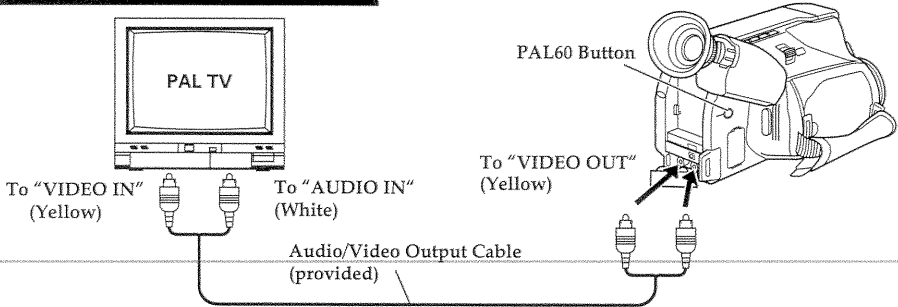 PAL TV
PAL60 Button
To "VIDEO IN"
(Yellow)
To "AUDIO IN"
(White)
To "VIDEO OUT"
(Yellow)
Audio/Video Output Cable
(provided)